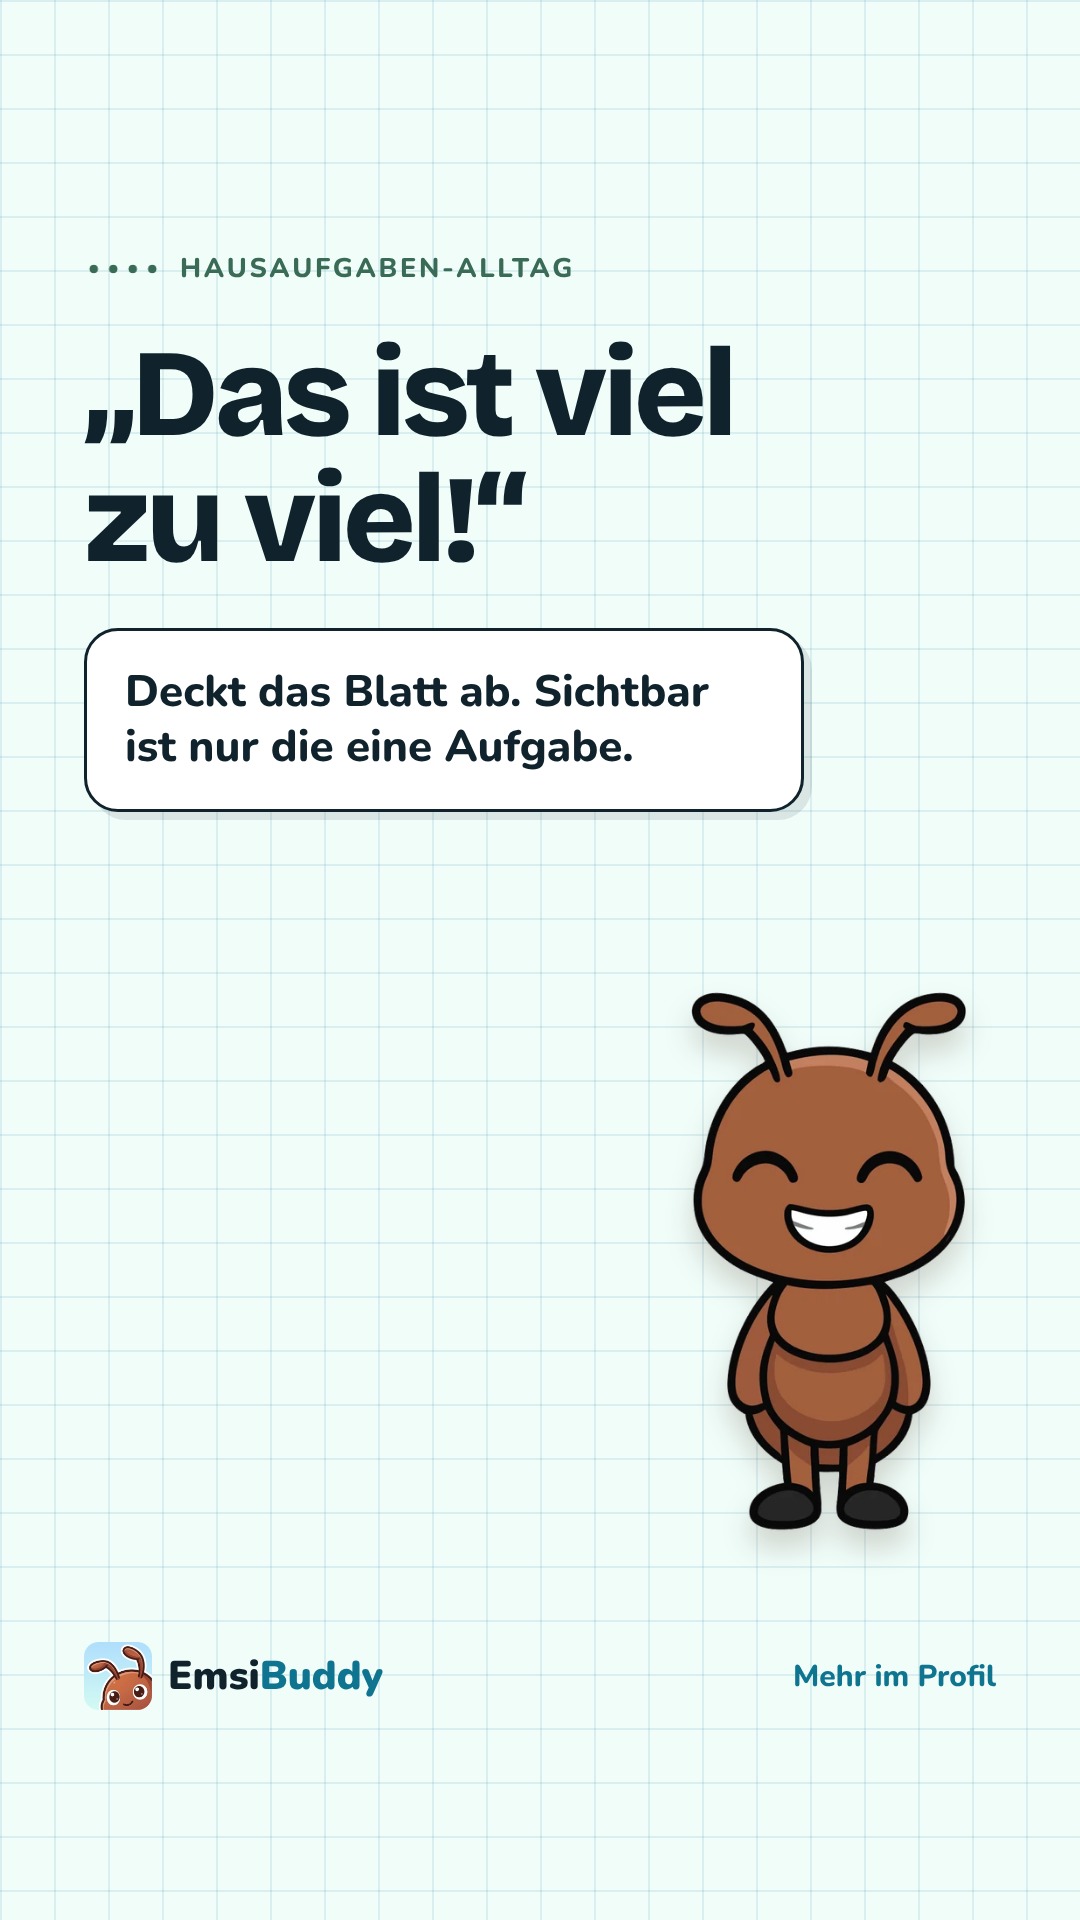 HAUSAUFGABEN-ALLTAG
„Das ist viel
zu viel!“
Deckt das Blatt ab. Sichtbar
ist nur die eine Aufgabe.
EmsiBuddy
Mehr im Profil